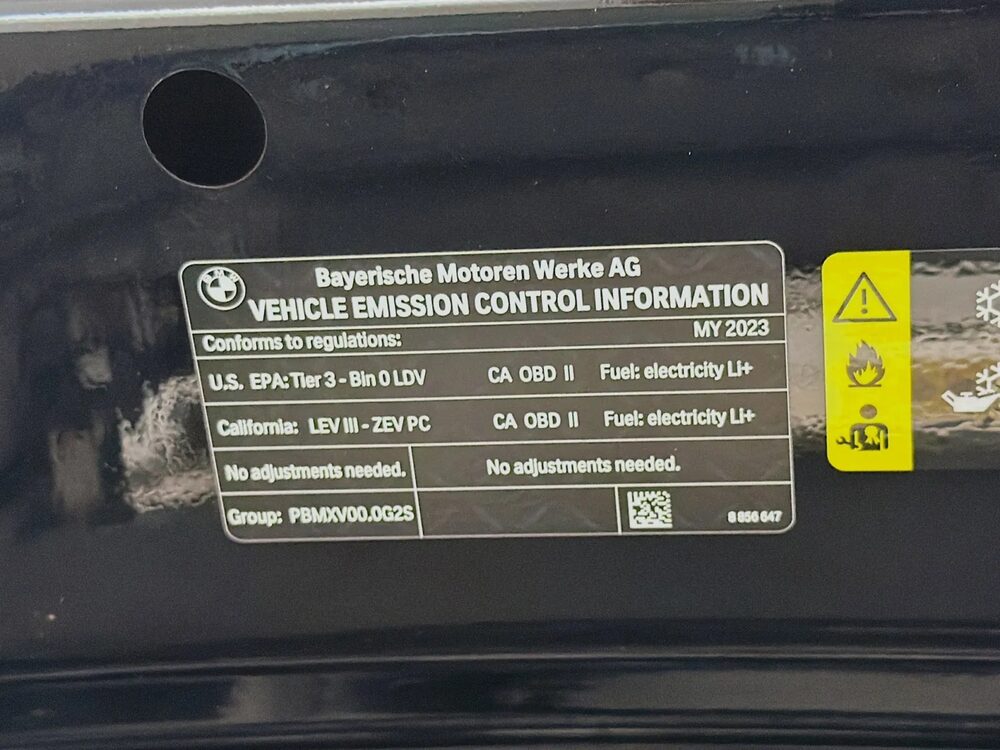 BMW
Bayerische Motoren Werke AG
VEHICLE EMISSION CONTROL INFORMATION
Conforms to regulations: MY 2023
U.S. EPA: Tier 3 - Bin 0 LDV CA OBD II Fuel: electricity Li+
California: LEV III - ZEV PC CA OBD II Fuel: electricity Li+
No adjustments needed. No adjustments needed.
Group: PBMXV00.0G2S 8 856 647